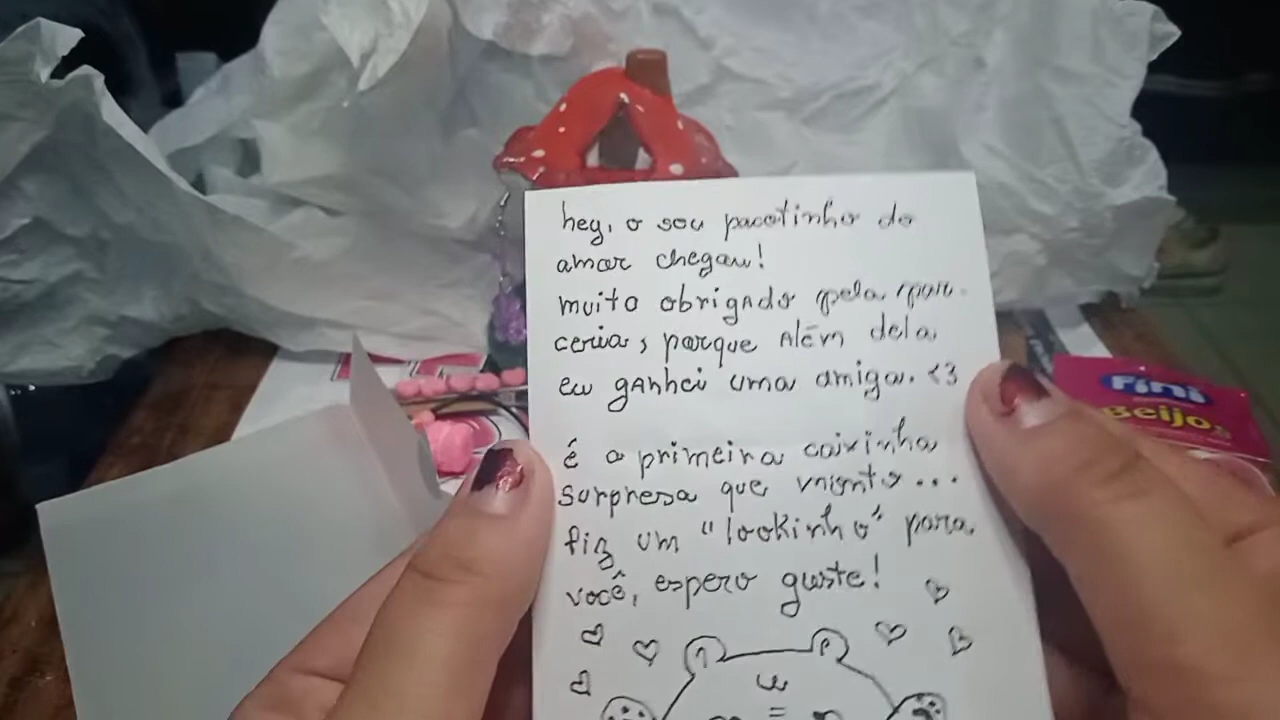 hey, o seu pacotinho do
amor chegou!
muito obrigado pela par-
ceria, porque Além dela
eu ganhei uma amiga. <3
é a primeira caixinha
surpresa que monto...
fiz um "lookinho" para
você, espero guste!
Fini
Beijos